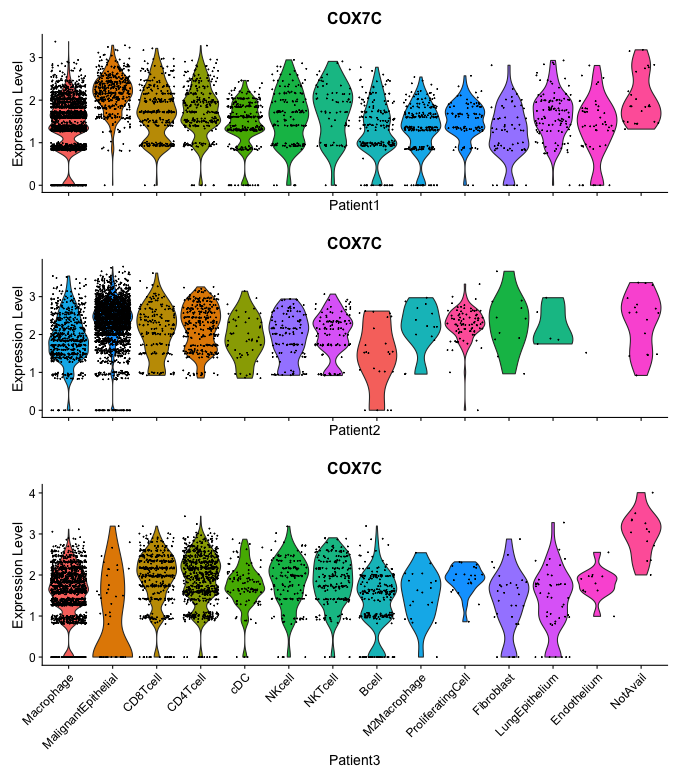 COX7C
Expression Level
3
2
1
0
Patient1
COX7C
Expression Level
3
2
1
0
Patient2
COX7C
Expression Level
4
3
2
1
0
Macrophage
MalignantEpithelial
CD8Tcell
CD4Tcell
cDC
NKcell
NKTcell
Bcell
M2Macrophage
ProliferatingCell
Fibroblast
LungEpithelium
Endothelium
NotAvail
Patient3